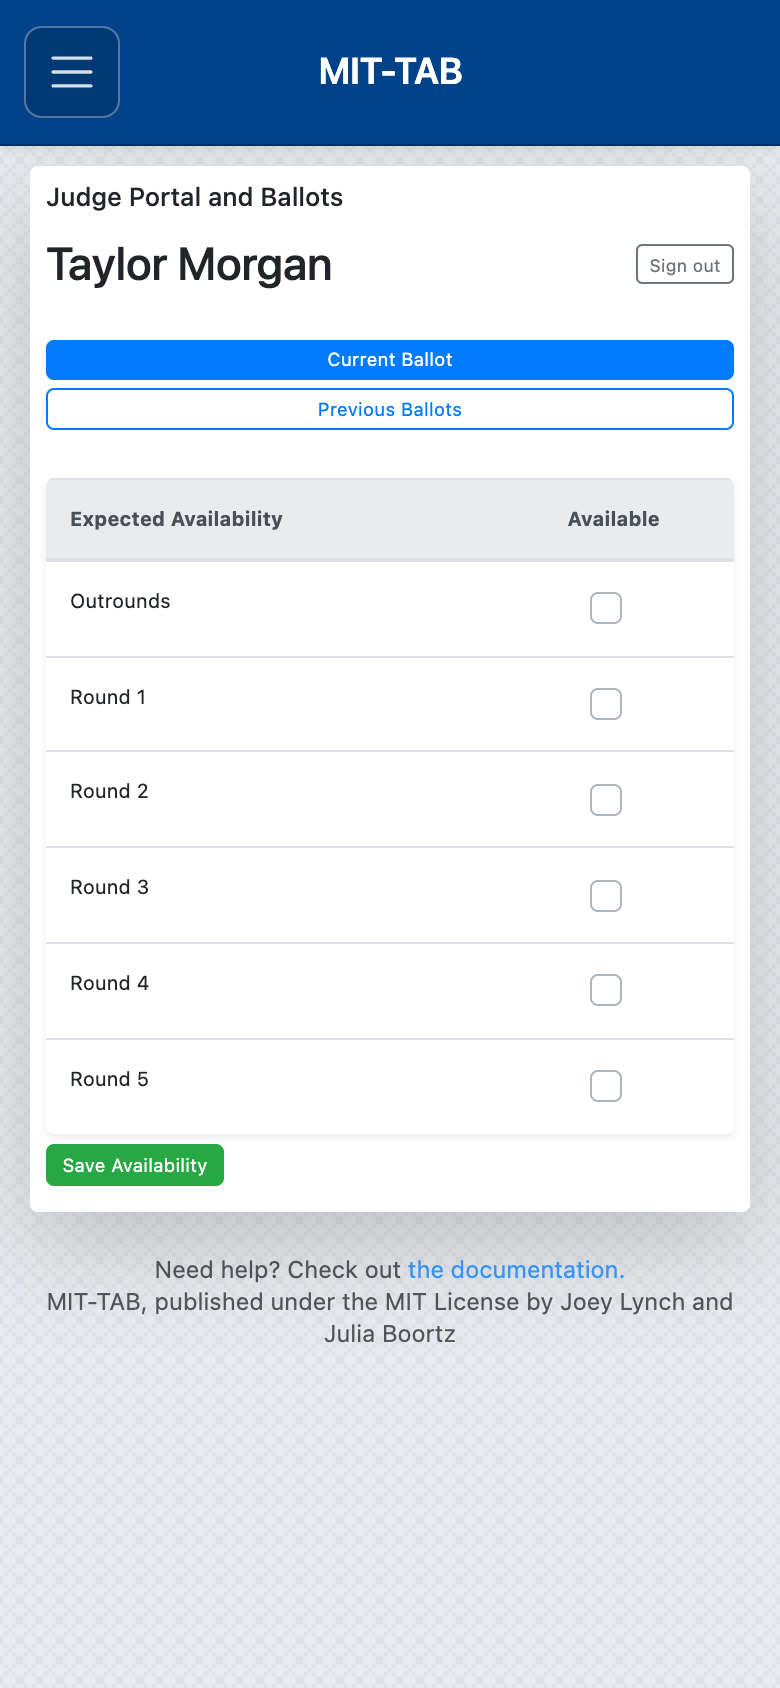 MIT-TAB
Judge Portal and Ballots
Taylor Morgan
Sign out
Current Ballot
Previous Ballots
Expected Availability Available
Outrounds
Round 1
Round 2
Round 3
Round 4
Round 5
Save Availability
Need help? Check out the documentation.
MIT-TAB, published under the MIT License by Joey Lynch and
Julia Boortz